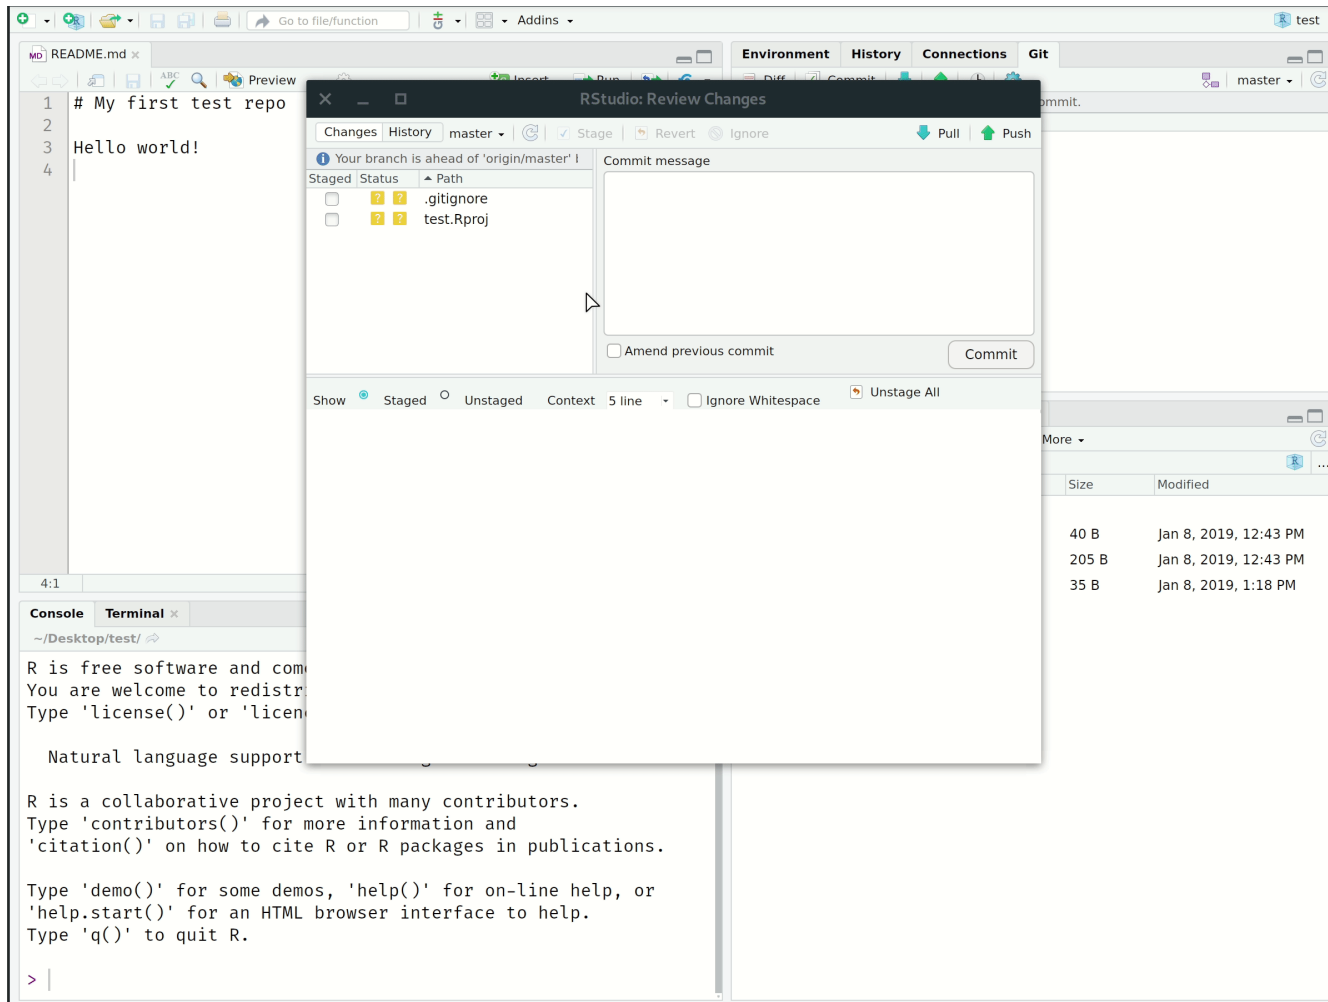 Go to file/function
Addins
test
README.md
Environment History Connections Git
ABC
Preview
Insert
Run
Diff
Commit
master
1 # My first test repo
2
3 Hello world!
4
RStudio: Review Changes
Changes History master Stage Revert Ignore Pull Push
Your branch is ahead of 'origin/master'
Commit message
Staged Status Path
? ? .gitignore
? ? test.Rproj
Amend previous commit
Commit
Show Staged Unstaged Context 5 line Ignore Whitespace Unstage All
More
...
Size Modified
40 B Jan 8, 2019, 12:43 PM
205 B Jan 8, 2019, 12:43 PM
35 B Jan 8, 2019, 1:18 PM
4:1
Console Terminal
~/Desktop/test/
R is free software and
You are welcome to
Type 'license()' or
Natural language support
R is a collaborative project with many contributors.
Type 'contributors()' for more information and
'citation()' on how to cite R or R packages in publications.
Type 'demo()' for some demos, 'help()' for on-line help, or
'help.start()' for an HTML browser interface to help.
Type 'q()' to quit R.
>